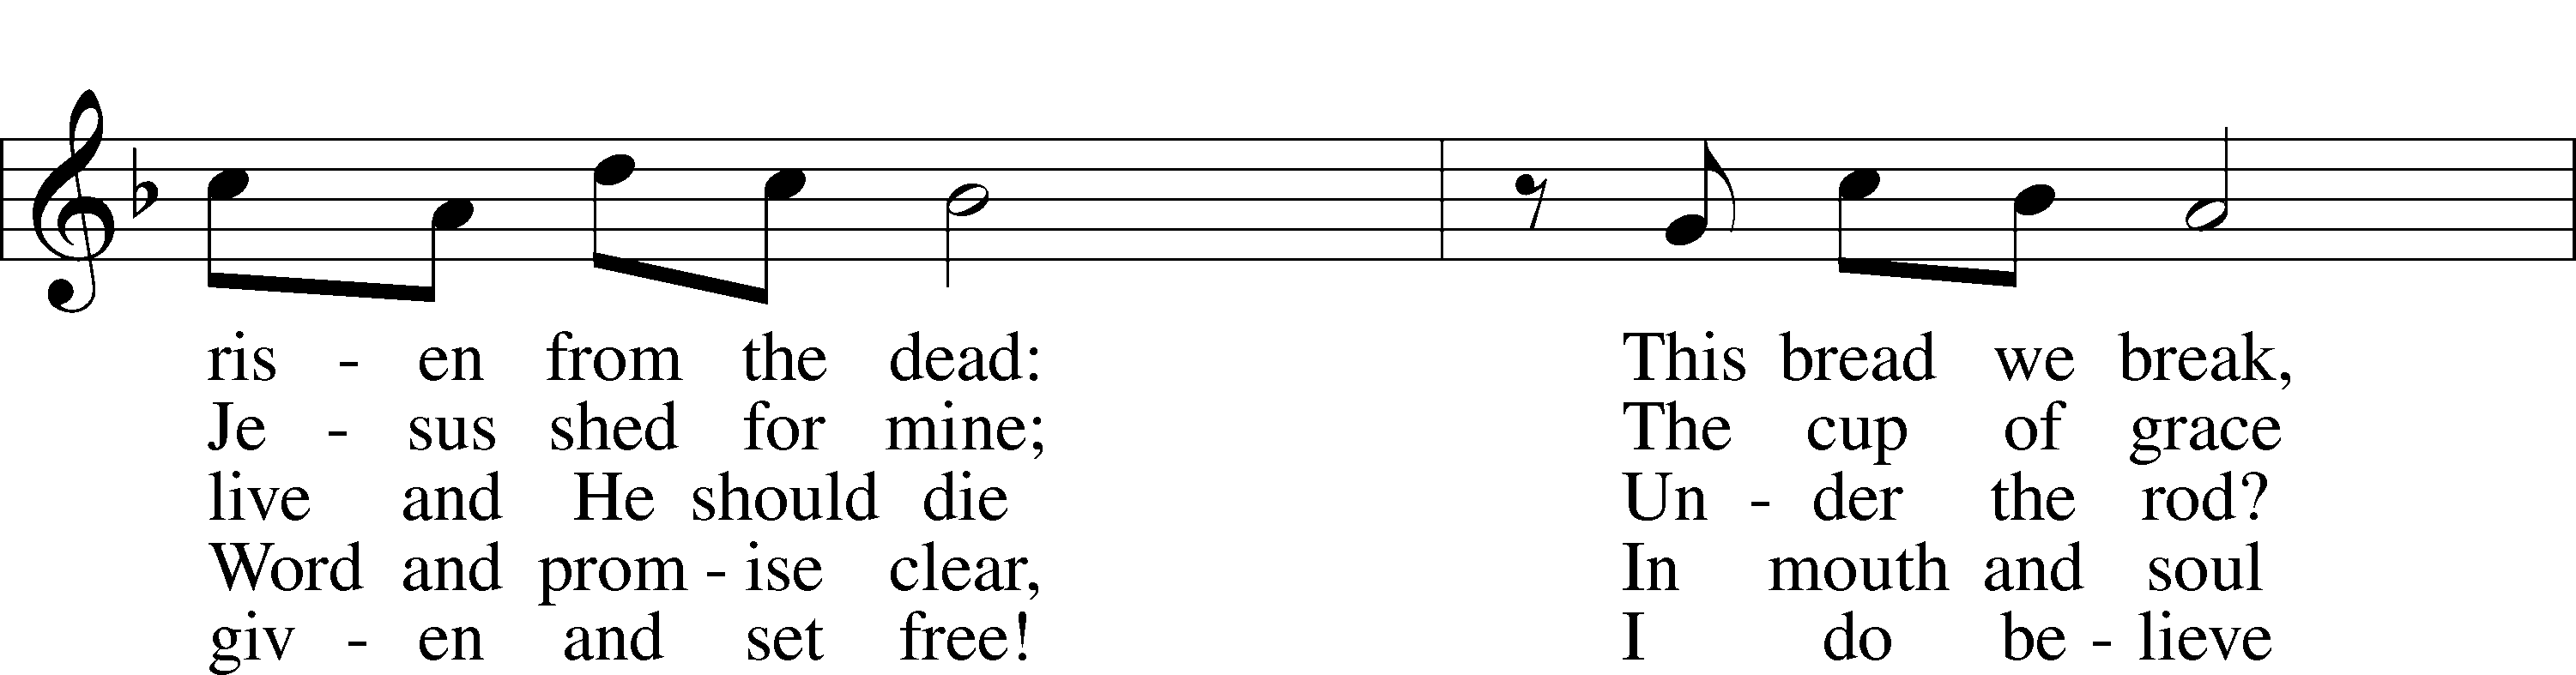 ris - en from the dead: This bread we break,
Je - sus shed for mine; The cup of grace
live and He should die Un - der the rod?
Word and prom - ise clear, In mouth and soul
giv - en and set free! I do be - lieve